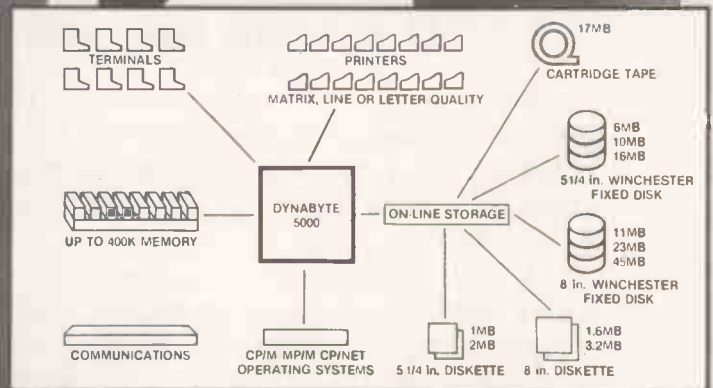 TERMINALS
PRINTERS
MATRIX, LINE OR LETTER QUALITY
17MB
CARTRIDGE TAPE
6MB
10MB
16MB
5 1/4 in. WINCHESTER
FIXED DISK
UP TO 400K MEMORY
DYNABYTE
5000
ON-LINE STORAGE
11MB
23MB
45MB
8 in. WINCHESTER
FIXED DISK
COMMUNICATIONS
CP/M MP/M CP/NET
OPERATING SYSTEMS
1MB
2MB
5 1/4 in. DISKETTE
1.6MB
3.2MB
8 in. DISKETTE